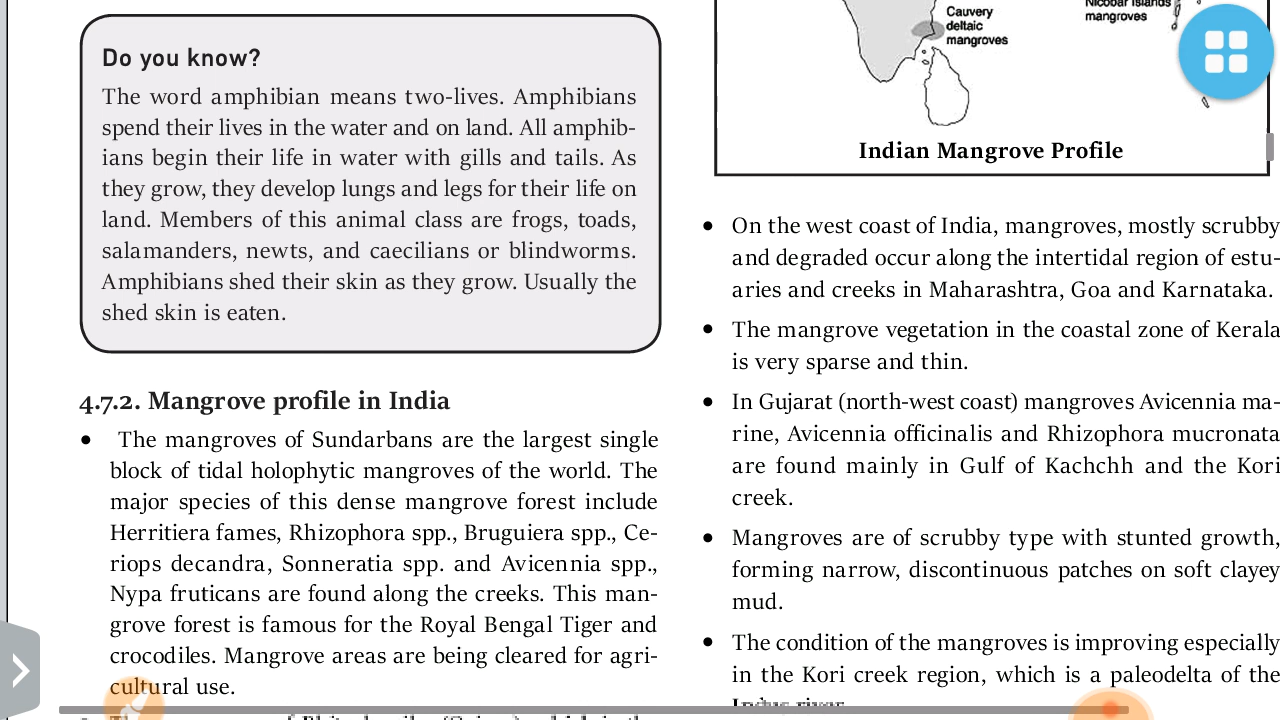 Do you know?
The word amphibian means two-lives. Amphibians
spend their lives in the water and on land. All amphib-
ians begin their life in water with gills and tails. As
they grow, they develop lungs and legs for their life on
land. Members of this animal class are frogs, toads,
salamanders, newts, and caecilians or blindworms.
Amphibians shed their skin as they grow. Usually the
shed skin is eaten.
4.7.2. Mangrove profile in India
• The mangroves of Sundarbans are the largest single
block of tidal holophytic mangroves of the world. The
major species of this dense mangrove forest include
Herritiera fames, Rhizophora spp., Bruguiera spp., Ce-
riops decandra, Sonneratia spp. and Avicennia spp.,
Nypa fruticans are found along the creeks. This man-
grove forest is famous for the Royal Bengal Tiger and
crocodiles. Mangrove areas are being cleared for agri-
cultural use.
Cauvery
deltaic
mangroves
Nicobar Islands
mangroves
Indian Mangrove Profile
• On the west coast of India, mangroves, mostly scrubby
and degraded occur along the intertidal region of estu-
aries and creeks in Maharashtra, Goa and Karnataka.
• The mangrove vegetation in the coastal zone of Kerala
is very sparse and thin.
• In Gujarat (north-west coast) mangroves Avicennia ma-
rine, Avicennia officinalis and Rhizophora mucronata
are found mainly in Gulf of Kachchh and the Kori
creek.
• Mangroves are of scrubby type with stunted growth,
forming narrow, discontinuous patches on soft clayey
mud.
• The condition of the mangroves is improving especially
in the Kori creek region, which is a paleodelta of the
Indus river